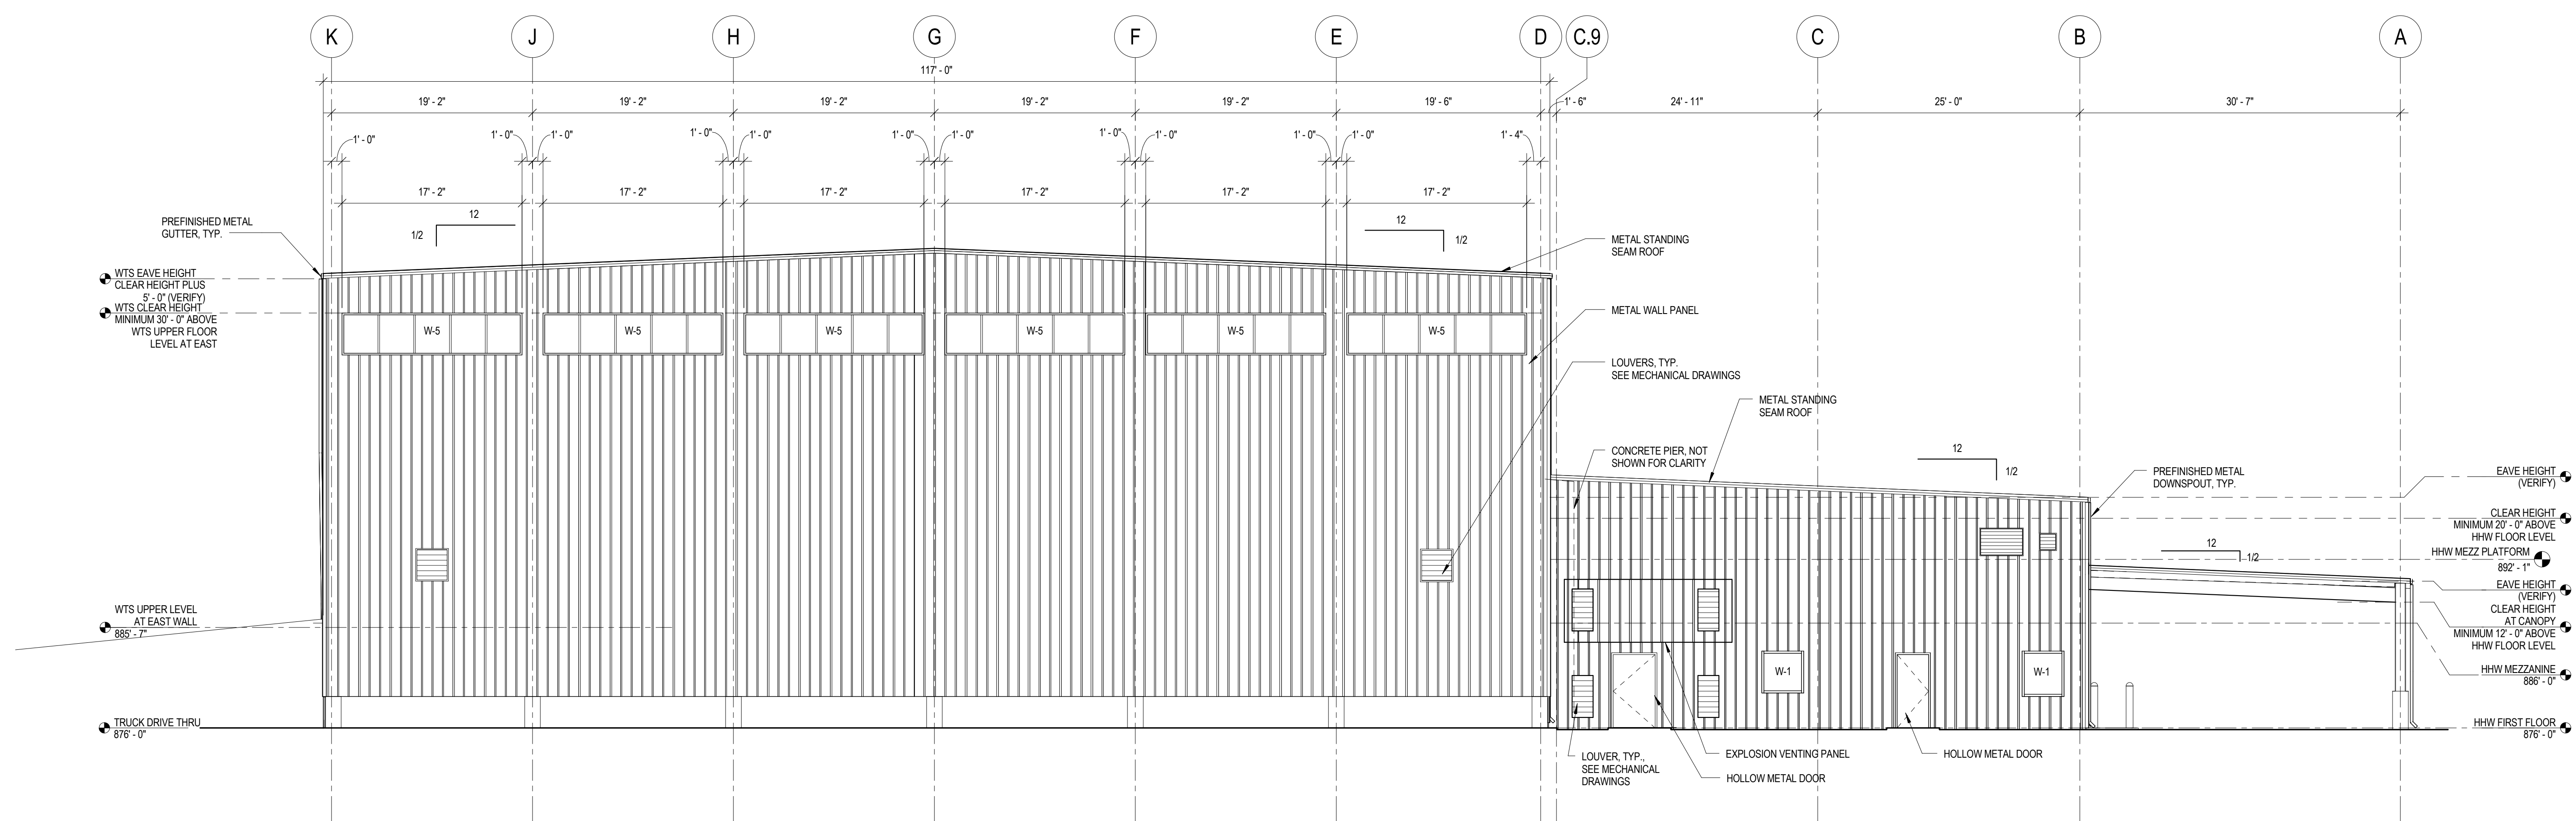 K J H G F E D C.9 C B A
117' - 0"
19' - 2" 19' - 2" 19' - 2" 19' - 2" 19' - 2" 19' - 6" 1' - 6" 24' - 11" 25' - 0" 30' - 7"
1' - 0" 1' - 0" 1' - 0" 1' - 0" 1' - 0" 1' - 0" 1' - 0" 1' - 0" 1' - 0" 1' - 0" 1' - 0" 1' - 4"
17' - 2" 17' - 2" 17' - 2" 17' - 2" 17' - 2" 17' - 2"
PREFINISHED METAL
GUTTER, TYP.
12
1/2
12
1/2
METAL STANDING
SEAM ROOF
WTS EAVE HEIGHT
CLEAR HEIGHT PLUS
5' - 0" (VERIFY)
WTS CLEAR HEIGHT
MINIMUM 30' - 0" ABOVE
WTS UPPER FLOOR
LEVEL AT EAST
W-5 W-5 W-5 W-5 W-5 W-5
METAL WALL PANEL
LOUVERS, TYP.
SEE MECHANICAL DRAWINGS
METAL STANDING
SEAM ROOF
CONCRETE PIER, NOT
SHOWN FOR CLARITY
12
1/2
PREFINISHED METAL
DOWNSPOUT, TYP.
EAVE HEIGHT
(VERIFY)
CLEAR HEIGHT
MINIMUM 20' - 0" ABOVE
HHW FLOOR LEVEL
12
1/2
HHW MEZZ PLATFORM
892' - 1"
EAVE HEIGHT
(VERIFY)
CLEAR HEIGHT
AT CANOPY
MINIMUM 12' - 0" ABOVE
HHW FLOOR LEVEL
WTS UPPER LEVEL
AT EAST WALL
885' - 7"
W-1 W-1
HHW MEZZANINE
886' - 0"
TRUCK DRIVE THRU
876' - 0"
HHW FIRST FLOOR
876' - 0"
LOUVER, TYP.,
SEE MECHANICAL
DRAWINGS
EXPLOSION VENTING PANEL
HOLLOW METAL DOOR
HOLLOW METAL DOOR